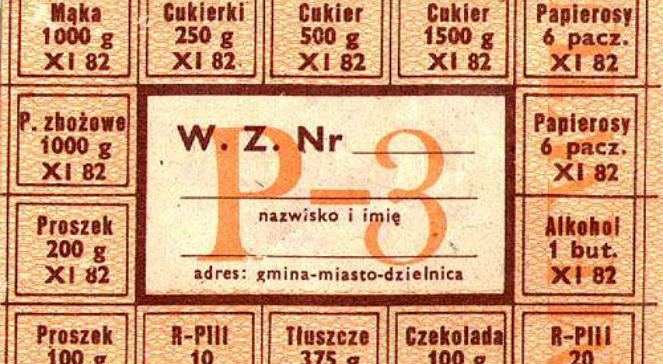 Mąka
1000 g
XI 82
Cukierki
250 g
XI 82
Cukier
500 g
XI 82
Cukier
1500 g
XI 82
Papierosy
6 pacz.
XI 82
P. zbożowe
1000 g
XI 82
W. Z. Nr
P-3
nazwisko i imię
adres: gmina-miasto-dzielnica
Papierosy
6 pacz.
XI 82
Proszek
200 g
XI 82
Alkohol
1 but.
XI 82
Proszek
100 g
R-PIII
10
Tłuszcze
375 g
Czekolada
100 g
R-PIII
20